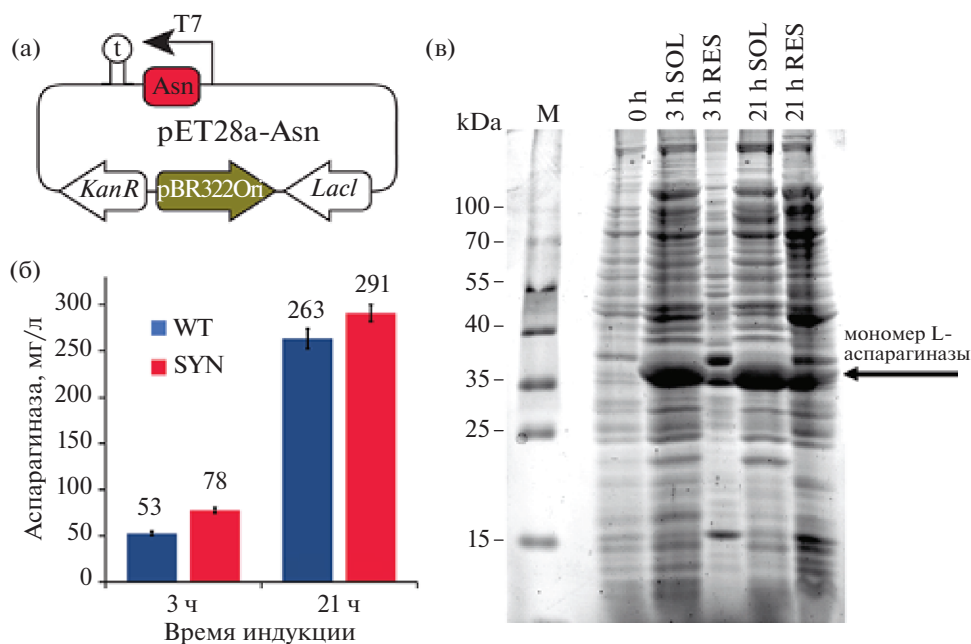 (а)
T7
t
Asn
pET28a-Asn
KanR
pBR322Ori
LacI
(б)
300
250
200
150
100
50
0
Аспарагиназа, мг/л
WT
SYN
53
78
263
291
3 ч
21 ч
Время индукции
(в)
kDa
M
0 h
3 h SOL
3 h RES
21 h SOL
21 h RES
100
70
55
40
35
25
15
мономер L-
аспарагиназы